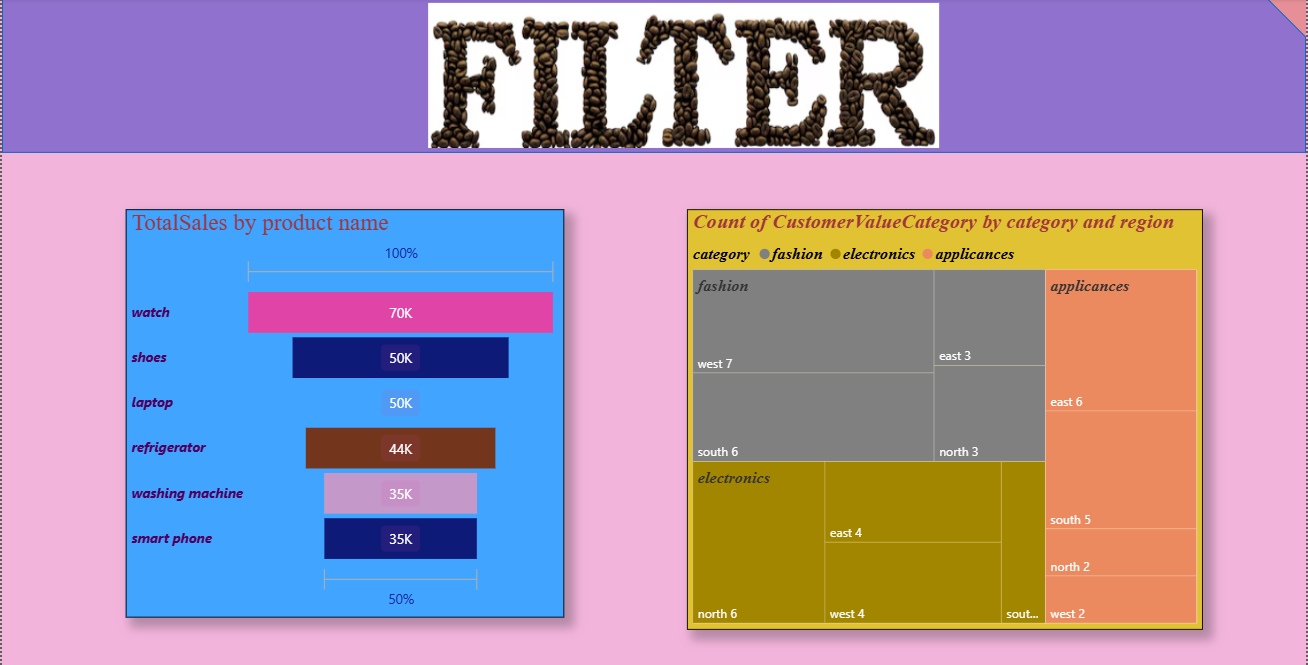 FILTER
TotalSales by product name
100%
watch 70K
shoes 50K
laptop 50K
refrigerator 44K
washing machine 35K
smart phone 35K
50%
Count of CustomerValueCategory by category and region
category fashion electronics applicances
fashion
west 7
south 6
east 3
north 3
electronics
north 6
east 4
west 4
sout...
applicances
east 6
south 5
north 2
west 2